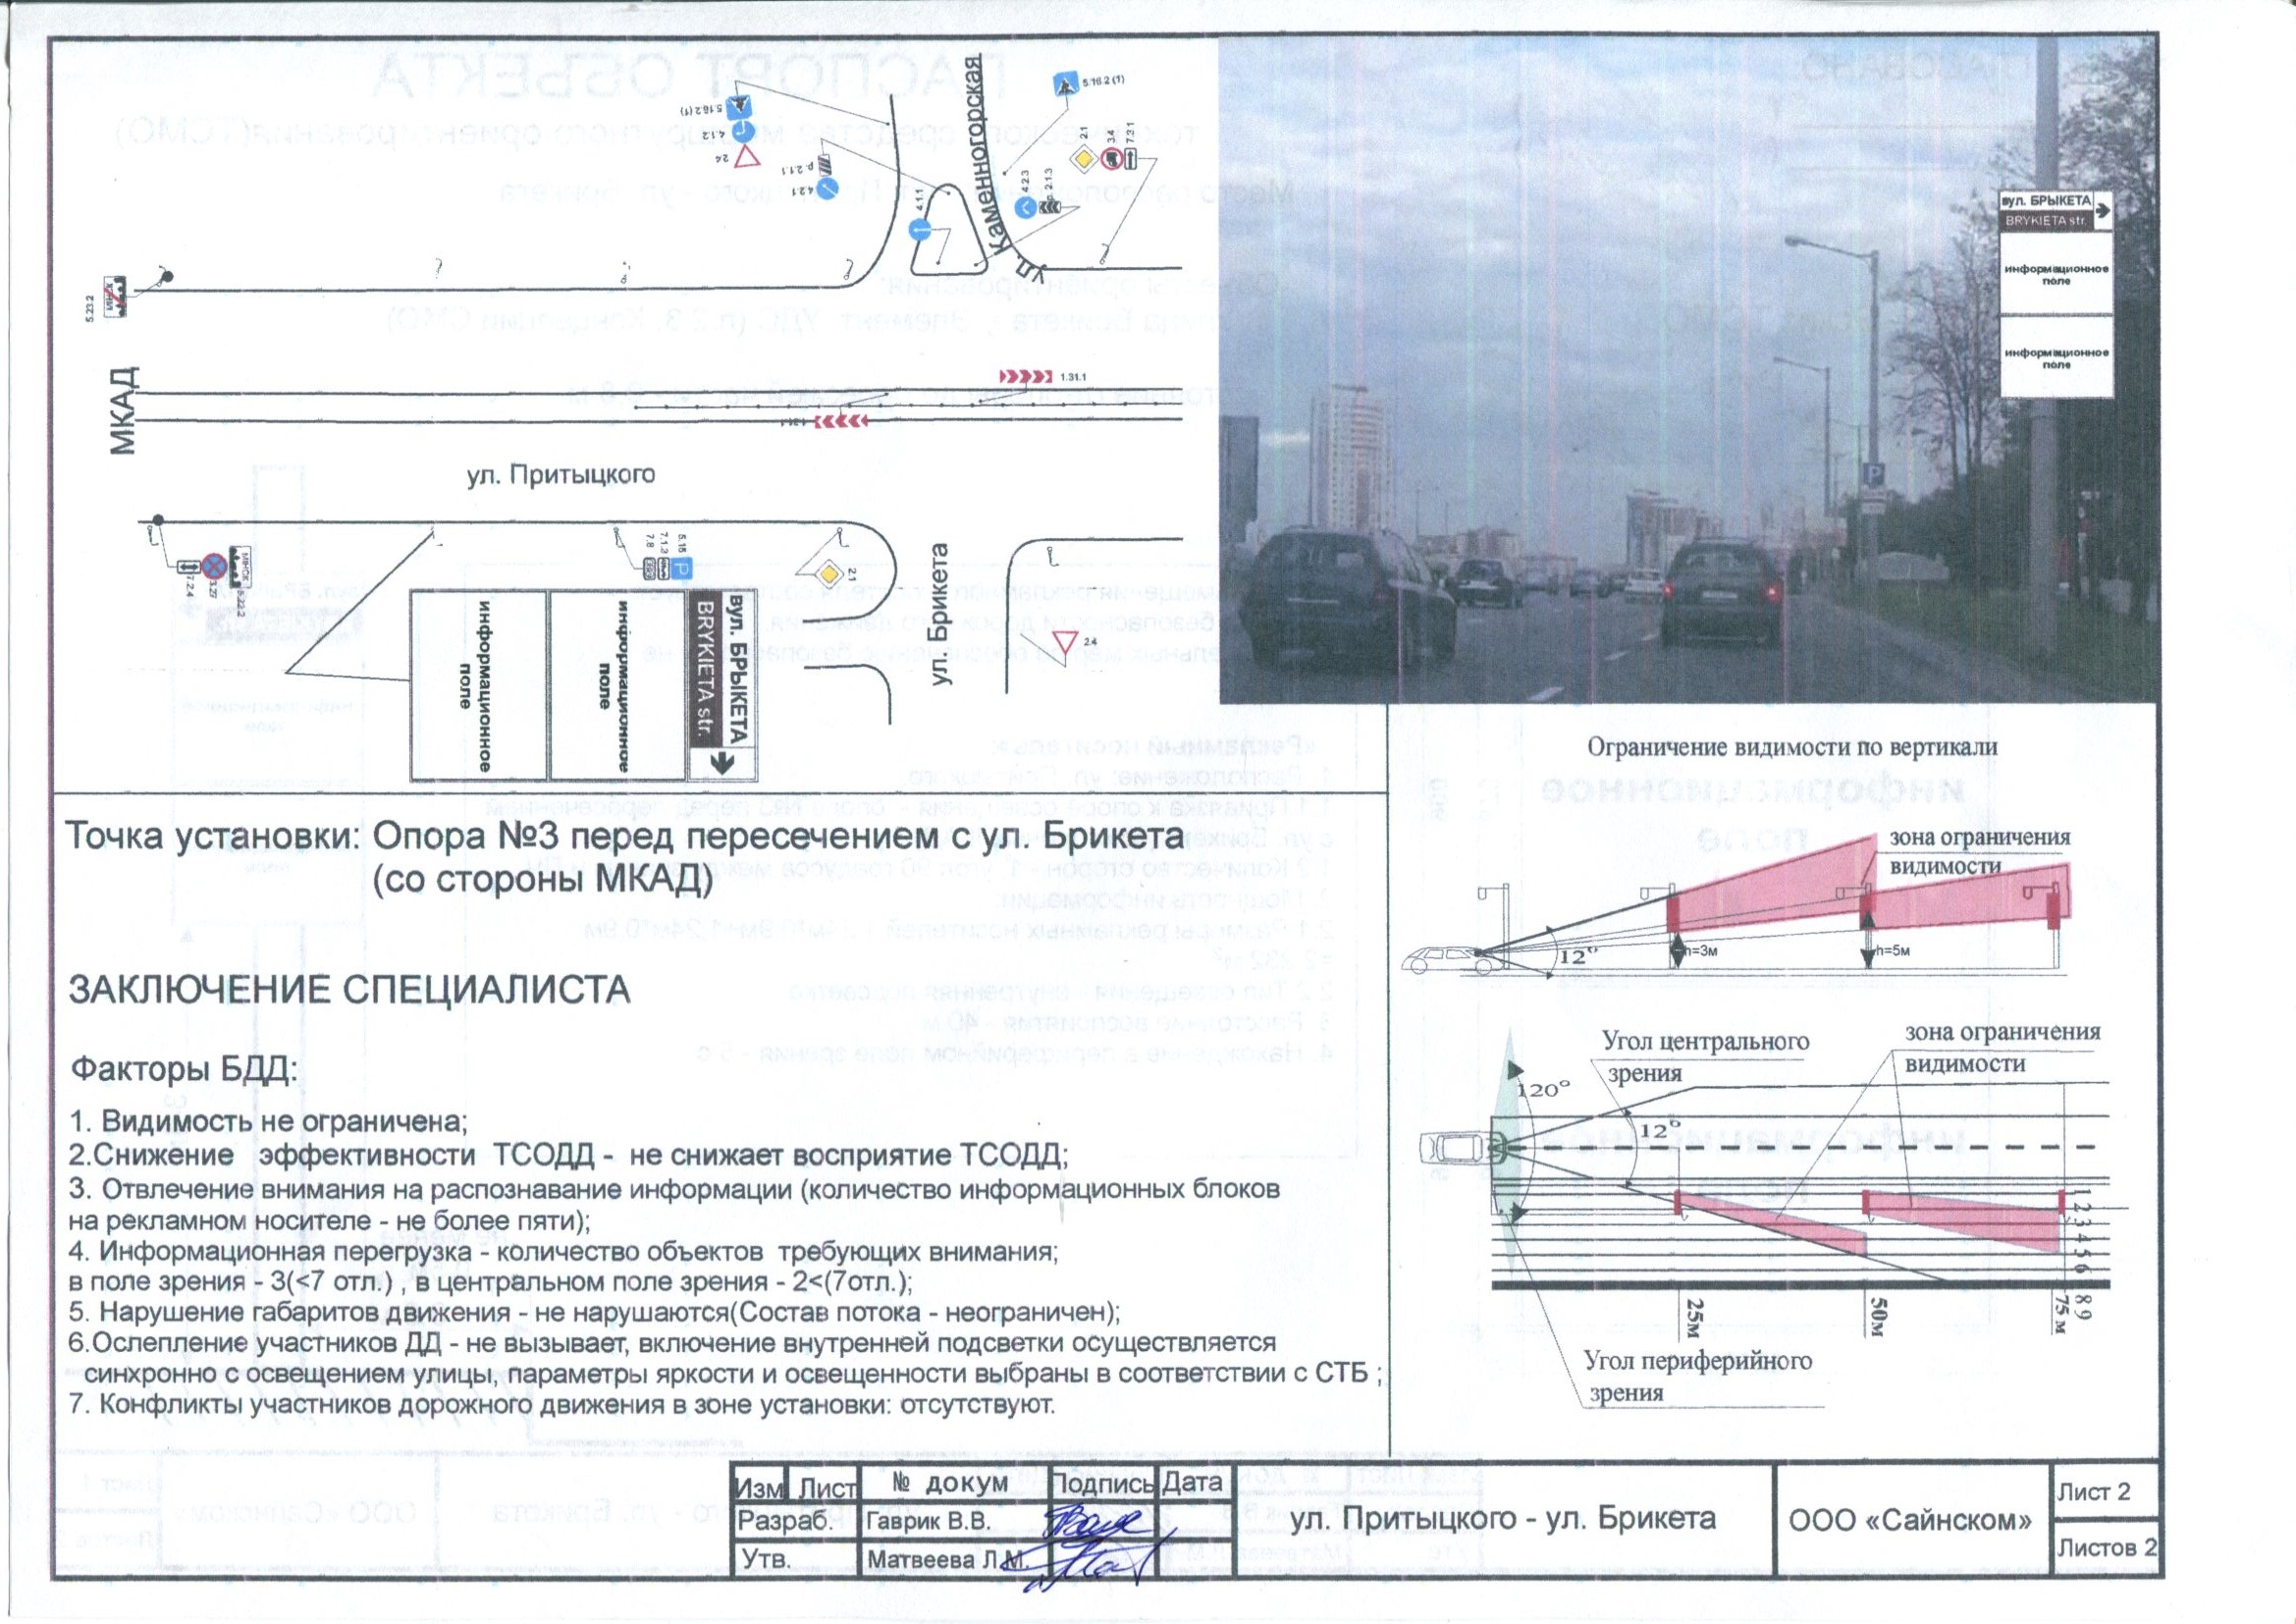 5.16.2 (1)
4.1.2
2.4
р. 2.1.1
4.2.1
4.1.1
ул. Каменногорская
5.16.2 (1)
4.2.3
р. 2.1.3
2.1
3.4
7.3.1
5.23.2
МІНСК
МКАД
1.31.1
1.31.1
ул. Притыцкого
7.2.4
3.27
5.22.2
МІНСК
7.8
7.1.2
5.15
P
2.1
ул. Брикета
2.4
вул. БРЫКЕТА
BRYKIETA str.
информационное
поле
информационное
поле
вул. БРЫКЕТА
BRYKIETA str.
информационное
поле
информационное
поле
P
Точка установки: Опора №3 перед пересечением с ул. Брикета
(со стороны МКАД)
ЗАКЛЮЧЕНИЕ СПЕЦИАЛИСТА
Факторы БДД:
1. Видимость не ограничена;
2.Снижение эффективности ТСОДД - не снижает восприятие ТСОДД;
3. Отвлечение внимания на распознавание информации (количество информационных блоков
на рекламном носителе - не более пяти);
4. Информационная перегрузка - количество объектов требующих внимания;
в поле зрения - 3(<7 отл.) , в центральном поле зрения - 2<(7отл.);
5. Нарушение габаритов движения - не нарушаются(Состав потока - неограничен);
6.Ослепление участников ДД - не вызывает, включение внутренней подсветки осуществляется
синхронно с освещением улицы, параметры яркости и освещенности выбраны в соответствии с СТБ ;
7. Конфликты участников дорожного движения в зоне установки: отсутствуют.
Ограничение видимости по вертикали
зона ограничения
видимости
12°
h=3м
h=5м
Угол центрального
зрения
зона ограничения
видимости
120°
12°
1 2 3 4 5 6 8 9
25м
50м
75 м
Угол периферийного
зрения
Изм Лист № докум Подпись Дата
Разраб. Гаврик В.В.
Утв. Матвеева Л.М.
ул. Притыцкого - ул. Брикета
ООО «Сайнском»
Лист 2
Листов 2